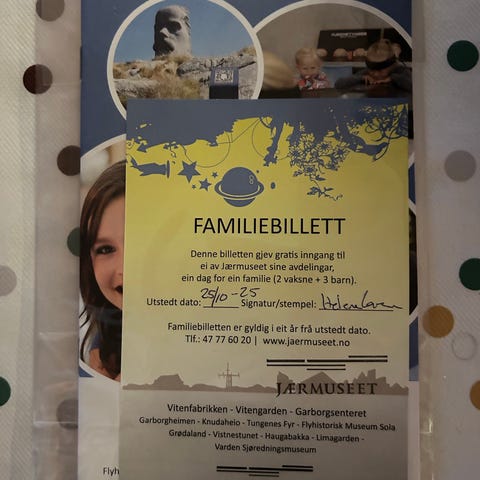 FAMILIEBILLETT
Denne billetten gjev gratis inngang til
ei av Jærmuseet sine avdelingar,
ein dag for ein familie (2 vaksne + 3 barn).
Utstedt dato: 25/10-25 Signatur/stempel:
Familiebilletten er gyldig i eit år frå utstedt dato.
Tlf.: 47 77 60 20 | www.jaermuseet.no
JÆRMUSEET
Vitenfabrikken - Vitengarden - Garborgsenteret
Garborgheimen - Knudaheio - Tungenes Fyr - Flyhistorisk Museum Sola
Grødaland - Vistnestunet - Haugabakka - Limagarden -
Varden Sjøredningsmuseum